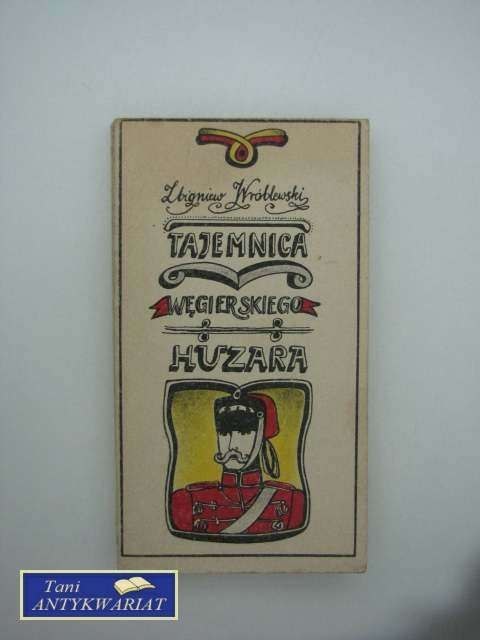 Zbigniew Wróblewski
TAJEMNICA
WĘGIERSKIEGO
HUZARA
Tani
ANTYKWARIAT